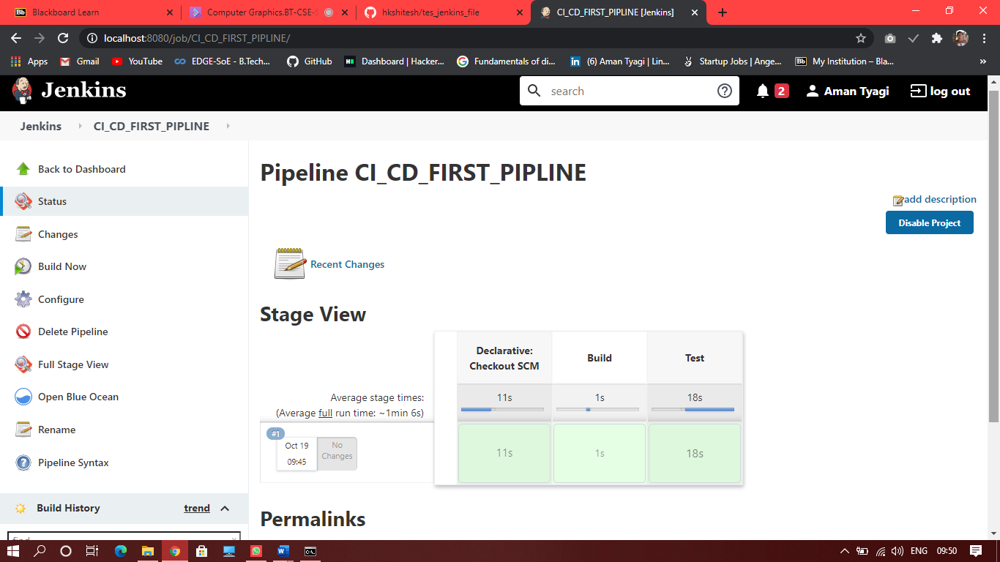 Blackboard Learn
Computer Graphics.BT-CSE-S
hkshitesh/tes_jenkins_file
CI_CD_FIRST_PIPLINE [Jenkins]
localhost:8080/job/CI_CD_FIRST_PIPLINE/
Apps
Gmail
YouTube
EDGE-SoE - B.Tech...
GitHub
Dashboard | Hacker...
Fundamentals of di...
(6) Aman Tyagi | Lin...
Startup Jobs | Ange...
My Institution – Bla...
Jenkins
search
2
Aman Tyagi
log out
Jenkins
CI_CD_FIRST_PIPLINE
Back to Dashboard
Status
Changes
Build Now
Configure
Delete Pipeline
Full Stage View
Open Blue Ocean
Rename
Pipeline Syntax
Build History
trend
find
Pipeline CI_CD_FIRST_PIPLINE
add description
Disable Project
Recent Changes
Stage View
Declarative:
Checkout SCM
Build
Test
Average stage times:
(Average full run time: ~1min 6s)
11s
1s
18s
#1
Oct 19
09:45
No
Changes
11s
1s
18s
Permalinks
ENG
09:50